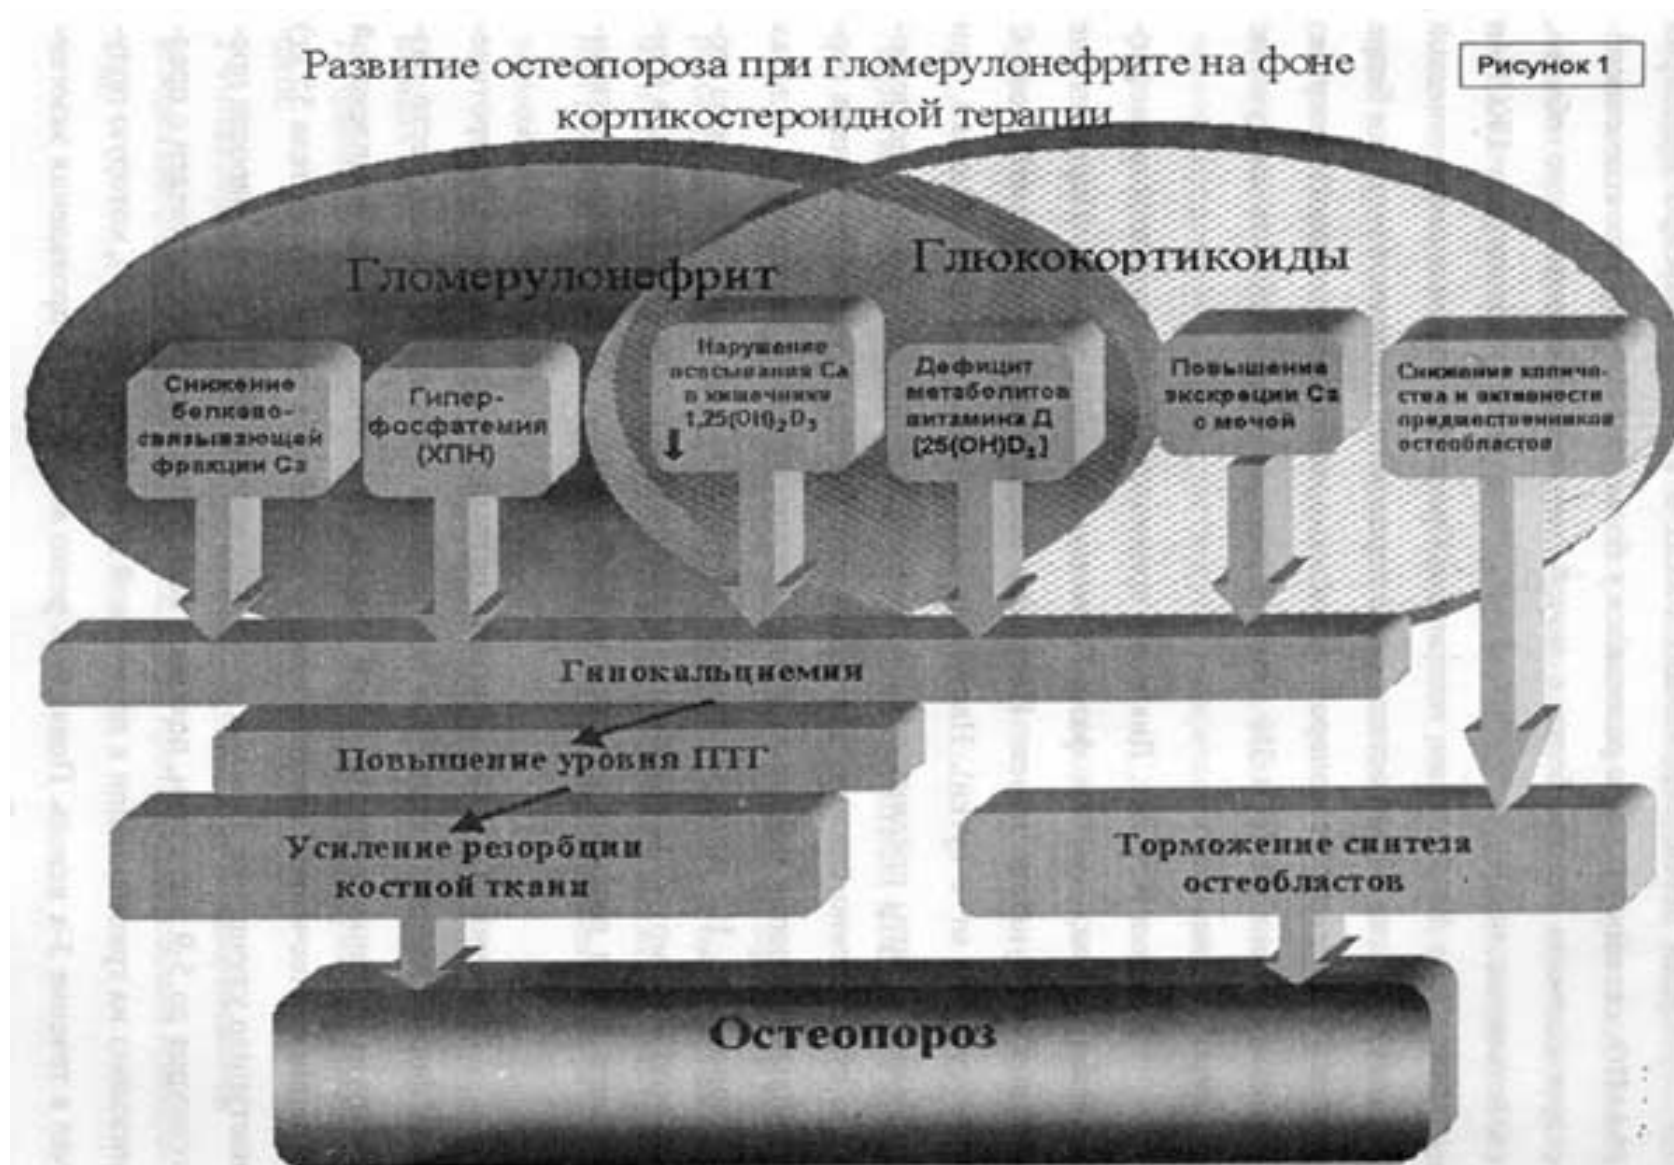 Развитие остеопороза при гломерулонефрите на фоне
кортикостероидной терапии
Рисунок 1
Гломерулонефрит
Глюкокортикоиды
Снижение
белково-
связывающей
фракции Ca
Гипер-
фосфатемия
(ХПН)
Нарушение
всасывания Ca
в кишечнике
1,25(OH)₂D₃
Дефицит
метаболитов
витамина Д
[25(OH)D₃]
Повышение
экскреции Ca
с мочой
Снижение количе-
ства и активности
предшественников
остеобластов
Гипокальциемия
Повышение уровня ПТГ
Усиление резорбции
костной ткани
Торможение синтеза
остеобластов
Остеопороз